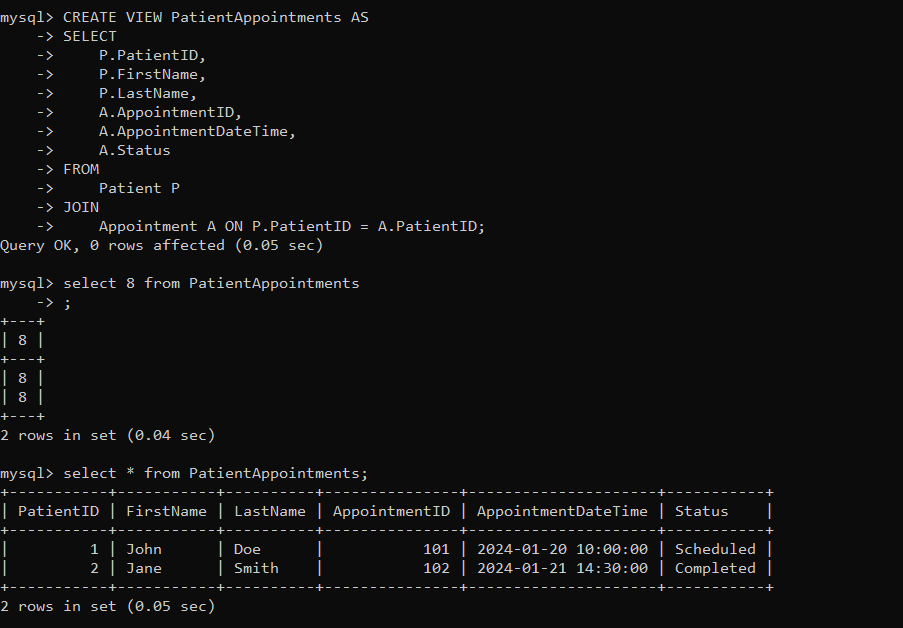 mysql> CREATE VIEW PatientAppointments AS
    -> SELECT
    ->     P.PatientID,
    ->     P.FirstName,
    ->     P.LastName,
    ->     A.AppointmentID,
    ->     A.AppointmentDateTime,
    ->     A.Status
    -> FROM
    ->     Patient P
    -> JOIN
    ->     Appointment A ON P.PatientID = A.PatientID;
Query OK, 0 rows affected (0.05 sec)

mysql> select 8 from PatientAppointments
    -> ;
+---+
| 8 |
+---+
| 8 |
| 8 |
+---+
2 rows in set (0.04 sec)

mysql> select * from PatientAppointments;
+-----------+-----------+----------+---------------+---------------------+-----------+
| PatientID | FirstName | LastName | AppointmentID | AppointmentDateTime | Status    |
+-----------+-----------+----------+---------------+---------------------+-----------+
|         1 | John      | Doe      |           101 | 2024-01-20 10:00:00 | Scheduled |
|         2 | Jane      | Smith    |           102 | 2024-01-21 14:30:00 | Completed |
+-----------+-----------+----------+---------------+---------------------+-----------+
2 rows in set (0.05 sec)